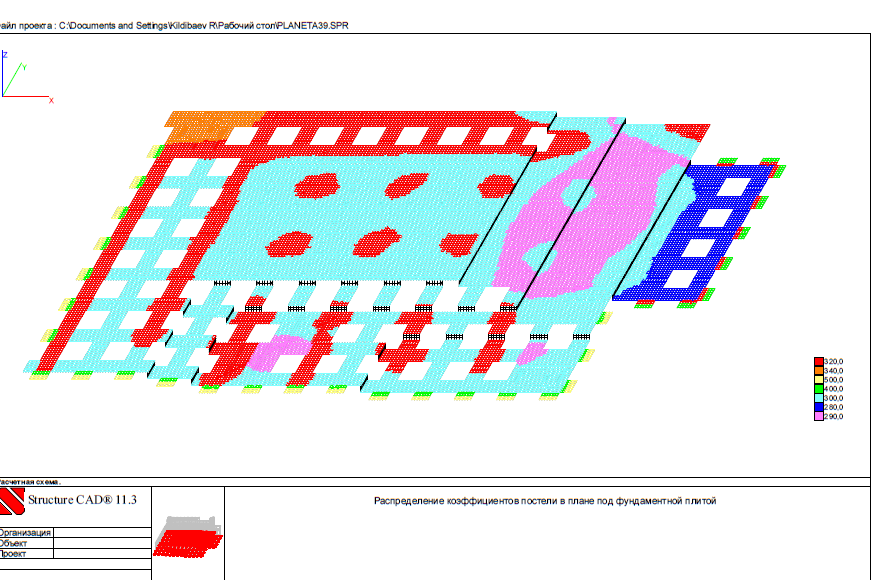 айл проекта : C:\Documents and Settings\Kildibaev R\Рабочий стол\PLANETA39.SPR
Z
Y
X
320,0
340,0
500,0
400,0
300,0
280,0
290,0
асчетная схема.
Structure CAD® 11.3
Распределение коэффициентов постели в плане под фундаментной плитой
Организация
Объект
Проект